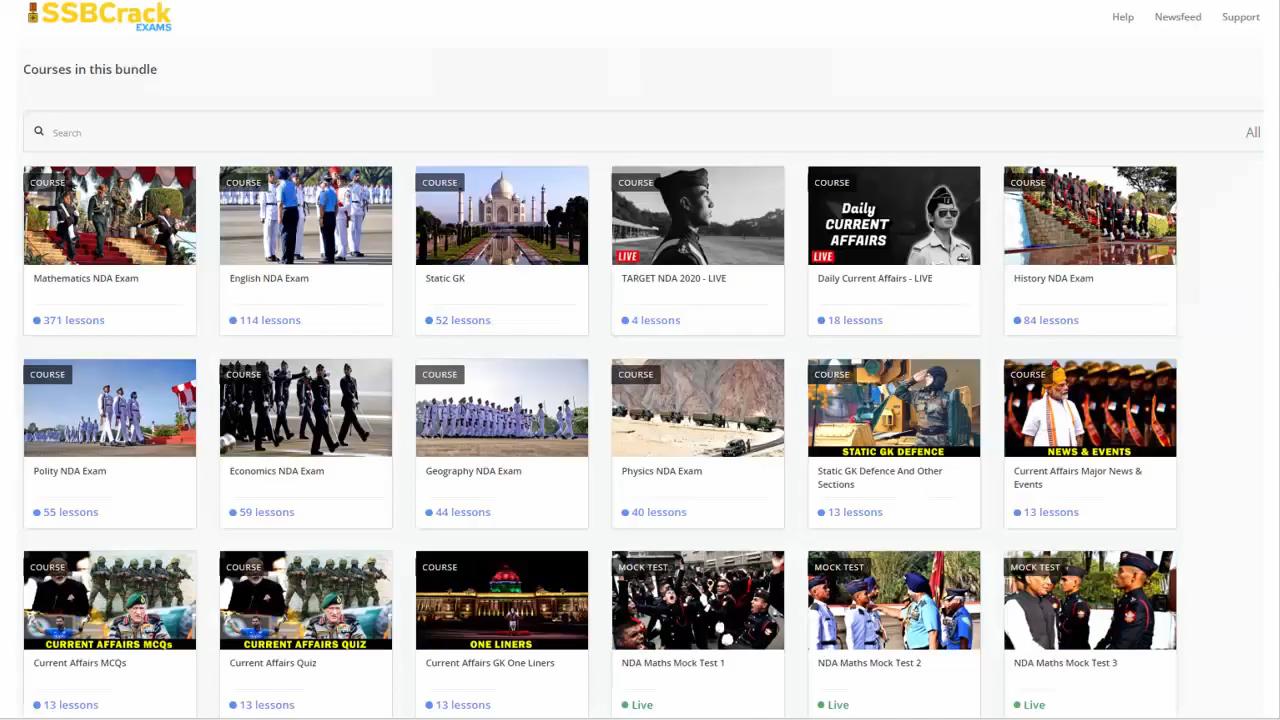 SSBCrack
EXAMS
Help Newsfeed Support
Courses in this bundle
Search All
COURSE COURSE COURSE COURSE COURSE COURSE
Daily
CURRENT
AFFAIRS
LIVE LIVE
Mathematics NDA Exam English NDA Exam Static GK TARGET NDA 2020 - LIVE Daily Current Affairs - LIVE History NDA Exam
371 lessons 114 lessons 52 lessons 4 lessons 18 lessons 84 lessons
COURSE COURSE COURSE COURSE COURSE COURSE
STATIC GK DEFENCE NEWS & EVENTS
Polity NDA Exam Economics NDA Exam Geography NDA Exam Physics NDA Exam Static GK Defence And Other Current Affairs Major News &
Sections Events
55 lessons 59 lessons 44 lessons 40 lessons 13 lessons 13 lessons
COURSE COURSE COURSE MOCK TEST MOCK TEST MOCK TEST
CURRENT AFFAIRS MCQs CURRENT AFFAIRS QUIZ ONE LINERS
Current Affairs MCQs Current Affairs Quiz Current Affairs GK One Liners NDA Maths Mock Test 1 NDA Maths Mock Test 2 NDA Maths Mock Test 3
13 lessons 13 lessons 13 lessons Live Live Live